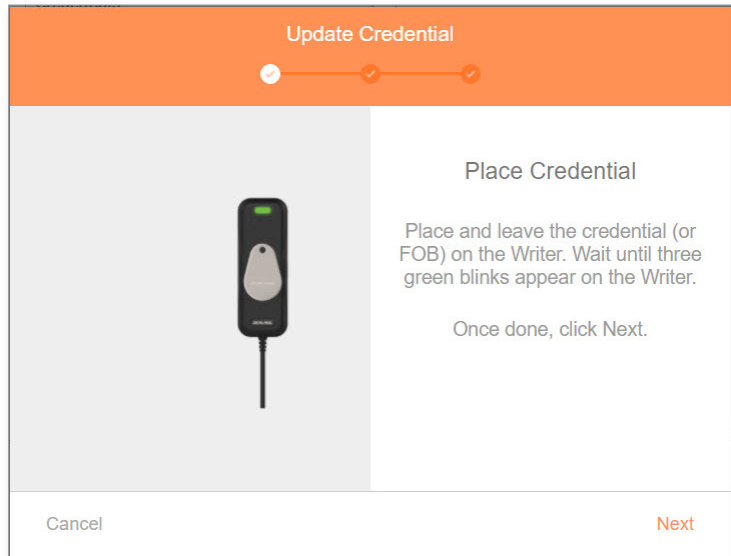 Update Credential
Place Credential
Place and leave the credential (or
FOB) on the Writer. Wait until three
green blinks appear on the Writer.
Once done, click Next.
Cancel
Next